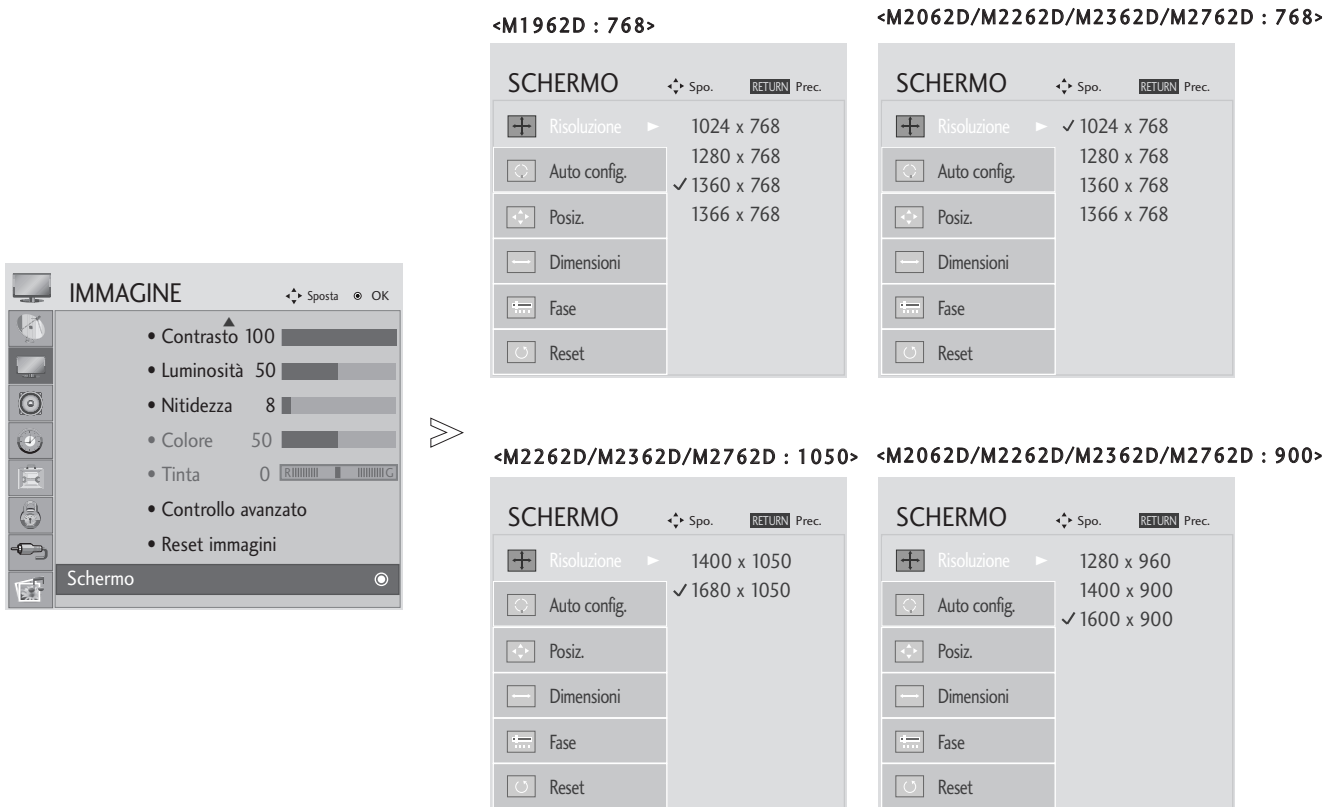 <M1962D : 768>
SCHERMO
Spo.
RETURN Prec.
Risoluzione
Auto config.
Posiz.
Dimensioni
Fase
Reset
1024 x 768
1280 x 768
✓ 1360 x 768
1366 x 768
<M2062D/M2262D/M2362D/M2762D : 768>
SCHERMO
Spo.
RETURN Prec.
Risoluzione
Auto config.
Posiz.
Dimensioni
Fase
Reset
✓ 1024 x 768
1280 x 768
1360 x 768
1366 x 768
IMMAGINE
Sposta
OK
• Contrasto 100
• Luminosità 50
• Nitidezza 8
• Colore 50
• Tinta 0 R G
• Controllo avanzato
• Reset immagini
Schermo
<M2262D/M2362D/M2762D : 1050>
SCHERMO
Spo.
RETURN Prec.
Risoluzione
Auto config.
Posiz.
Dimensioni
Fase
Reset
1400 x 1050
✓ 1680 x 1050
<M2062D/M2262D/M2362D/M2762D : 900>
SCHERMO
Spo.
RETURN Prec.
Risoluzione
Auto config.
Posiz.
Dimensioni
Fase
Reset
1280 x 960
1400 x 900
✓ 1600 x 900